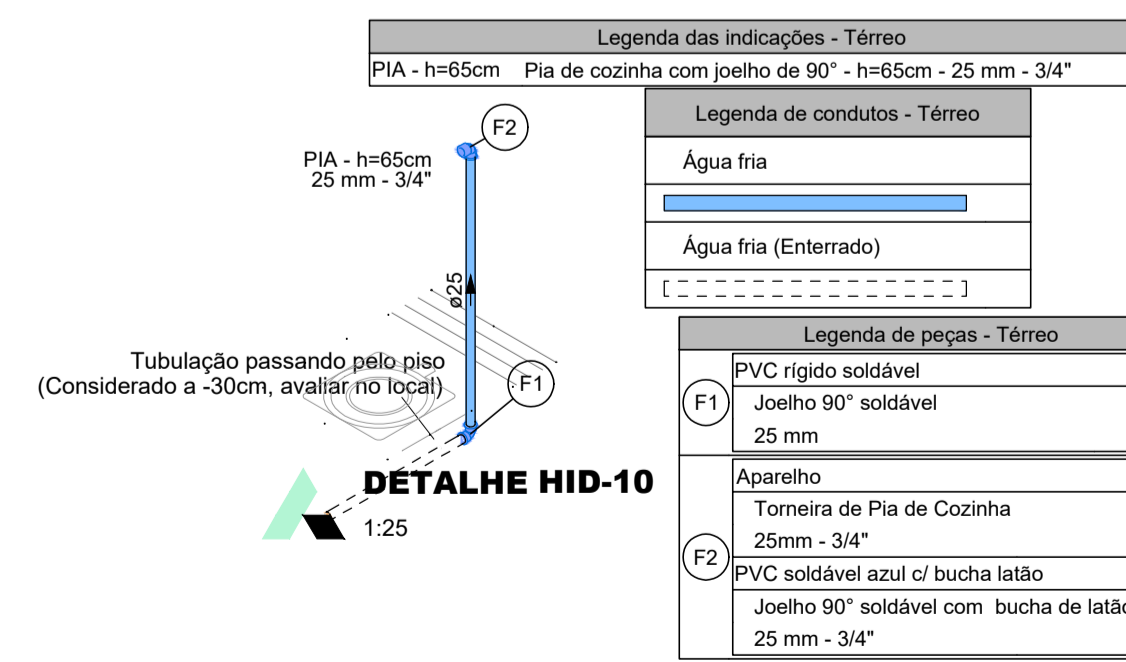 Legenda das indicações - Térreo
PIA - h=65cm Pia de cozinha com joelho de 90° - h=65cm - 25 mm - 3/4"
Legenda de condutos - Térreo
Água fria
Água fria (Enterrado)
F2
PIA - h=65cm
25 mm - 3/4"
ø25
Tubulação passando pelo piso
(Considerado a -30cm, avaliar no local)
F1
DETALHE HID-10
1:25
Legenda de peças - Térreo
F1
PVC rígido soldável
Joelho 90° soldável
25 mm
F2
Aparelho
Torneira de Pia de Cozinha
25mm - 3/4"
PVC soldável azul c/ bucha latão
Joelho 90° soldável com bucha de latão
25 mm - 3/4"